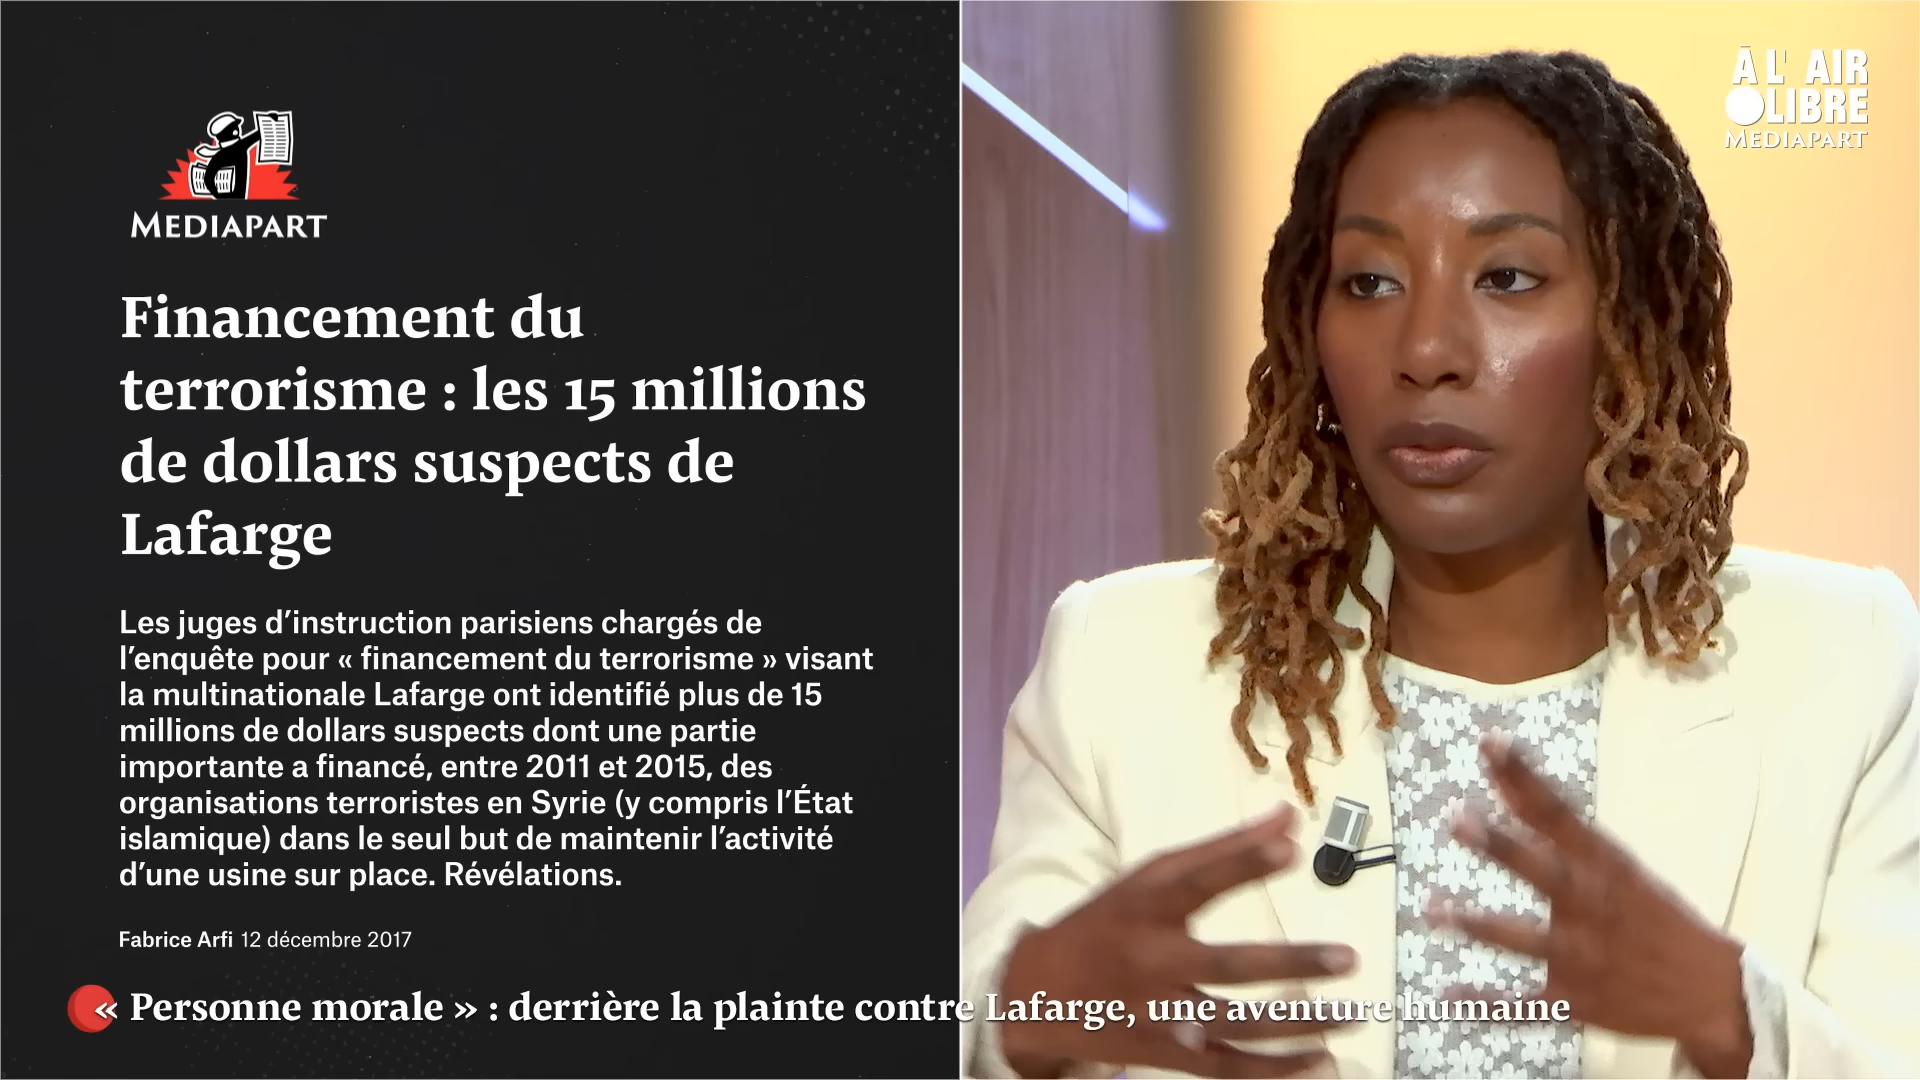 MEDIAPART
Financement du
terrorisme : les 15 millions
de dollars suspects de
Lafarge
Les juges d’instruction parisiens chargés de
l’enquête pour « financement du terrorisme » visant
la multinationale Lafarge ont identifié plus de 15
millions de dollars suspects dont une partie
importante a financé, entre 2011 et 2015, des
organisations terroristes en Syrie (y compris l’État
islamique) dans le seul but de maintenir l’activité
d’une usine sur place. Révélations.
Fabrice Arfi 12 décembre 2017
À L' AIR
LIBRE
MEDIAPART
« Personne morale » : derrière la plainte contre Lafarge, une aventure humaine